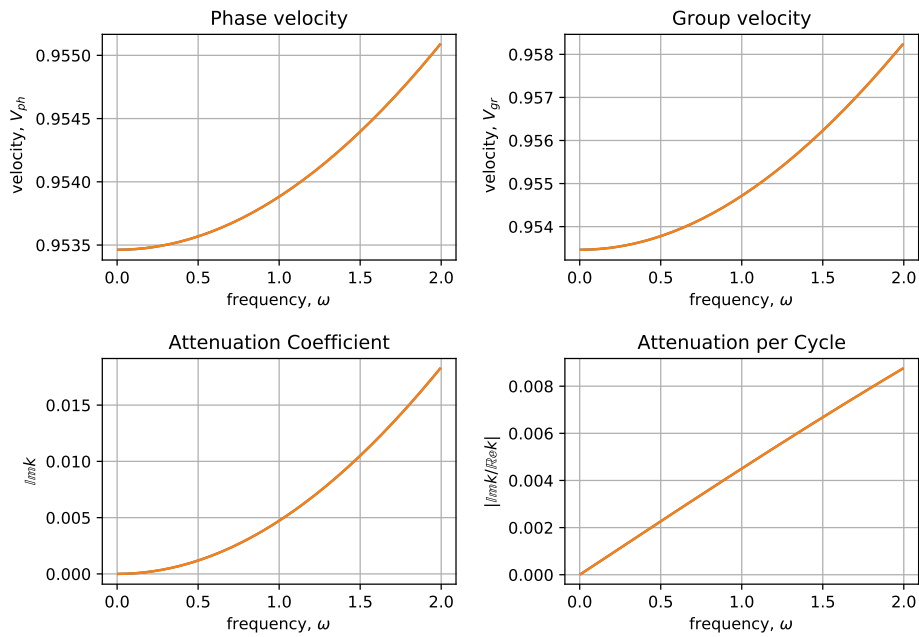 Phase velocity
velocity, V_ph
0.9550
0.9545
0.9540
0.9535
0.0 0.5 1.0 1.5 2.0
frequency, ω
Group velocity
velocity, V_gr
0.958
0.957
0.956
0.955
0.954
0.0 0.5 1.0 1.5 2.0
frequency, ω
Attenuation Coefficient
𝕀𝕞k
0.015
0.010
0.005
0.000
0.0 0.5 1.0 1.5 2.0
frequency, ω
Attenuation per Cycle
|𝕀𝕞k/ℝ𝕖k|
0.008
0.006
0.004
0.002
0.000
0.0 0.5 1.0 1.5 2.0
frequency, ω